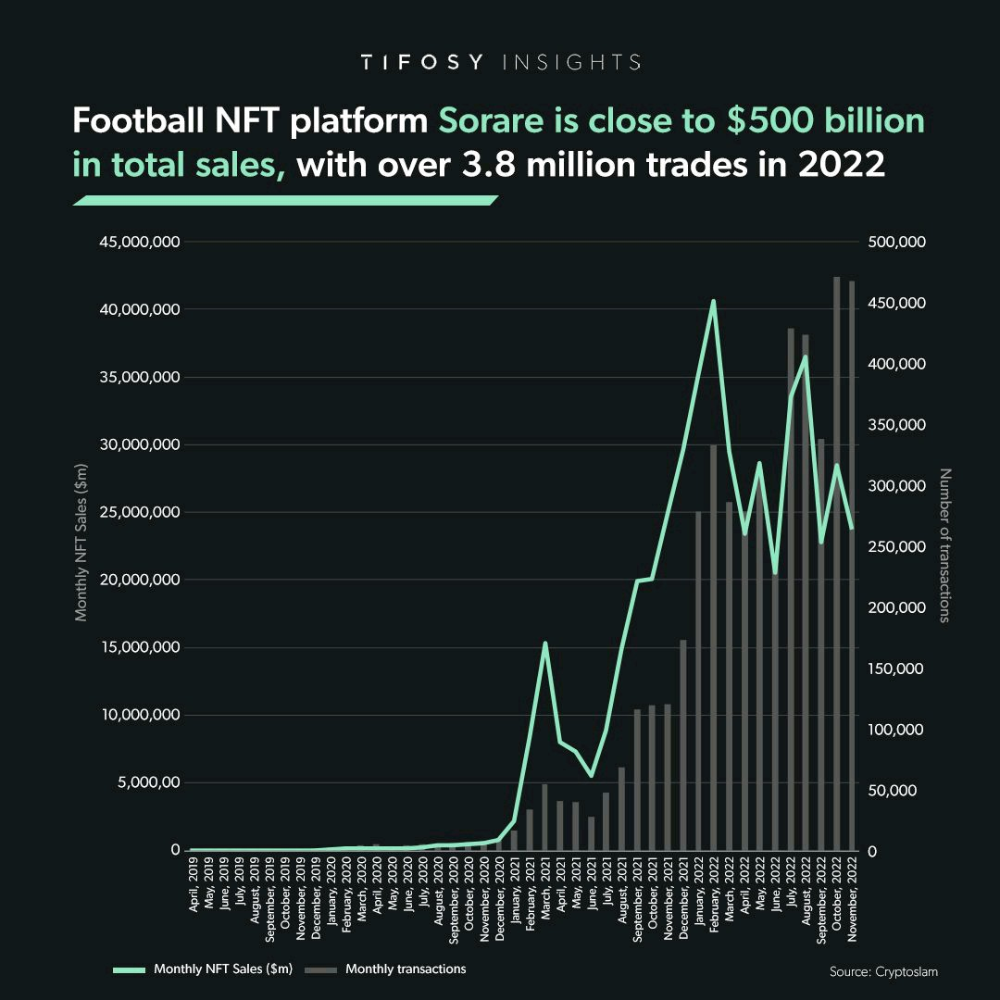 TIFOSY INSIGHTS
Football NFT platform Sorare is close to $500 billion
in total sales, with over 3.8 million trades in 2022
45,000,000
40,000,000
35,000,000
30,000,000
25,000,000
20,000,000
15,000,000
10,000,000
5,000,00
0
Monthly NFT Sales ($m)
500,000
450,000
400,000
350,000
300,000
250,000
200,000
150,000
100,000
50,000
0
Number of transactions
April, 2019
May, 2019
June, 2019
July, 2019
August, 2019
September, 2019
October, 2019
November, 2019
December, 2019
January, 2020
February, 2020
March, 2020
April, 2020
May, 2020
June, 2020
July, 2020
August, 2020
September, 2020
October, 2020
November, 2020
December, 2020
January, 2021
February, 2021
March, 2021
April, 2021
May, 2021
June, 2021
July, 2021
August, 2021
September, 2021
October, 2021
November, 2021
December, 2021
January, 2022
February, 2022
March, 2022
April, 2022
May, 2022
June, 2022
July, 2022
August, 2022
September, 2022
October, 2022
November, 2022
Monthly NFT Sales ($m)
Monthly transactions
Source: Cryptoslam